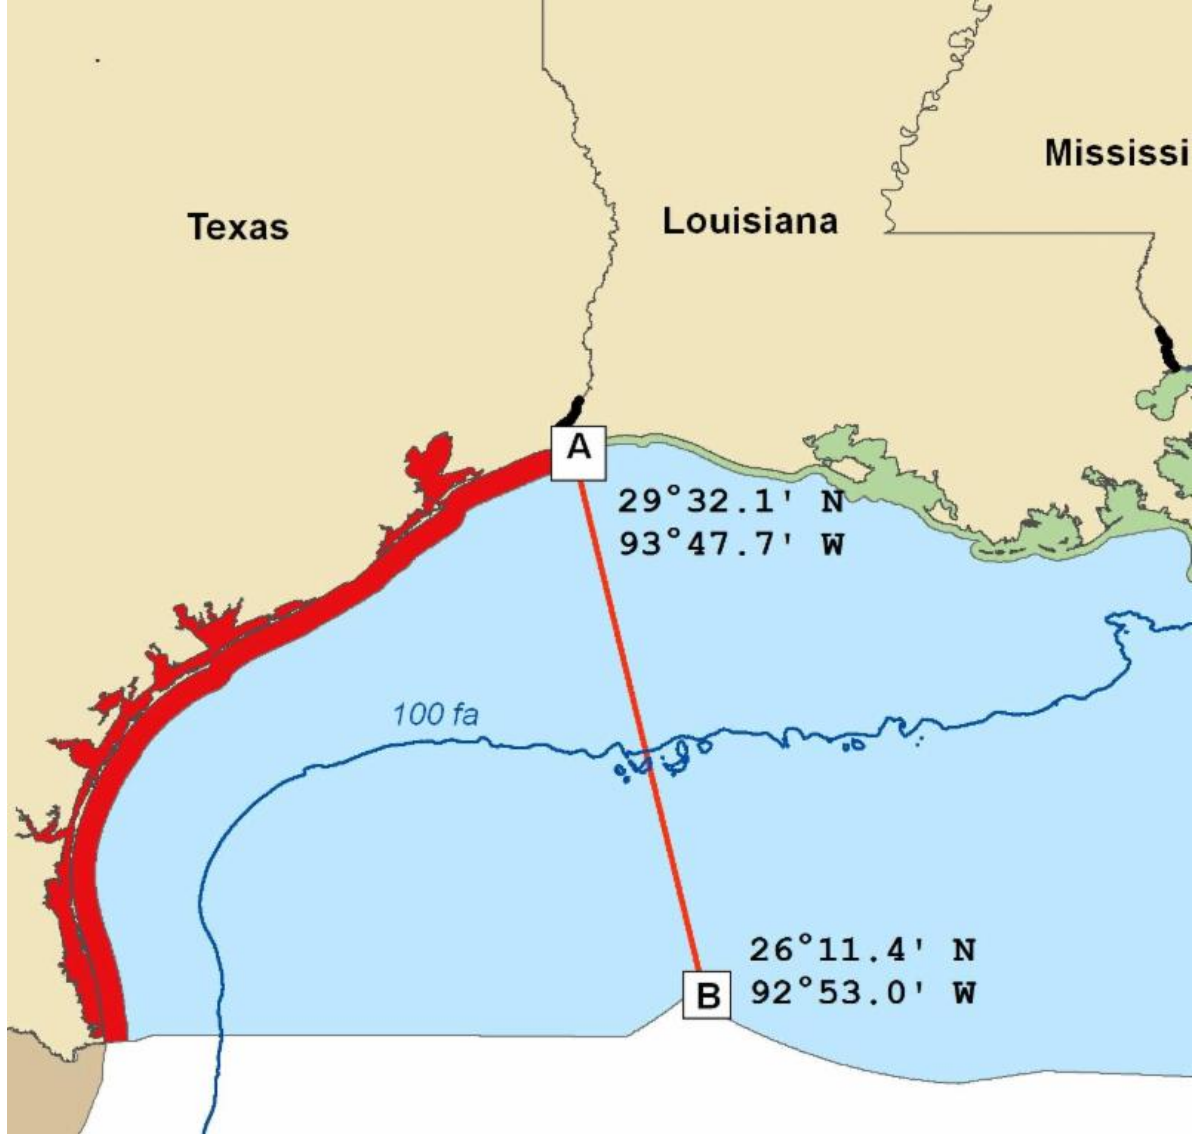 Mississi
Texas
Louisiana
A
29°32.1' N
93°47.7' W
100 fa
26°11.4' N
B
92°53.0' W